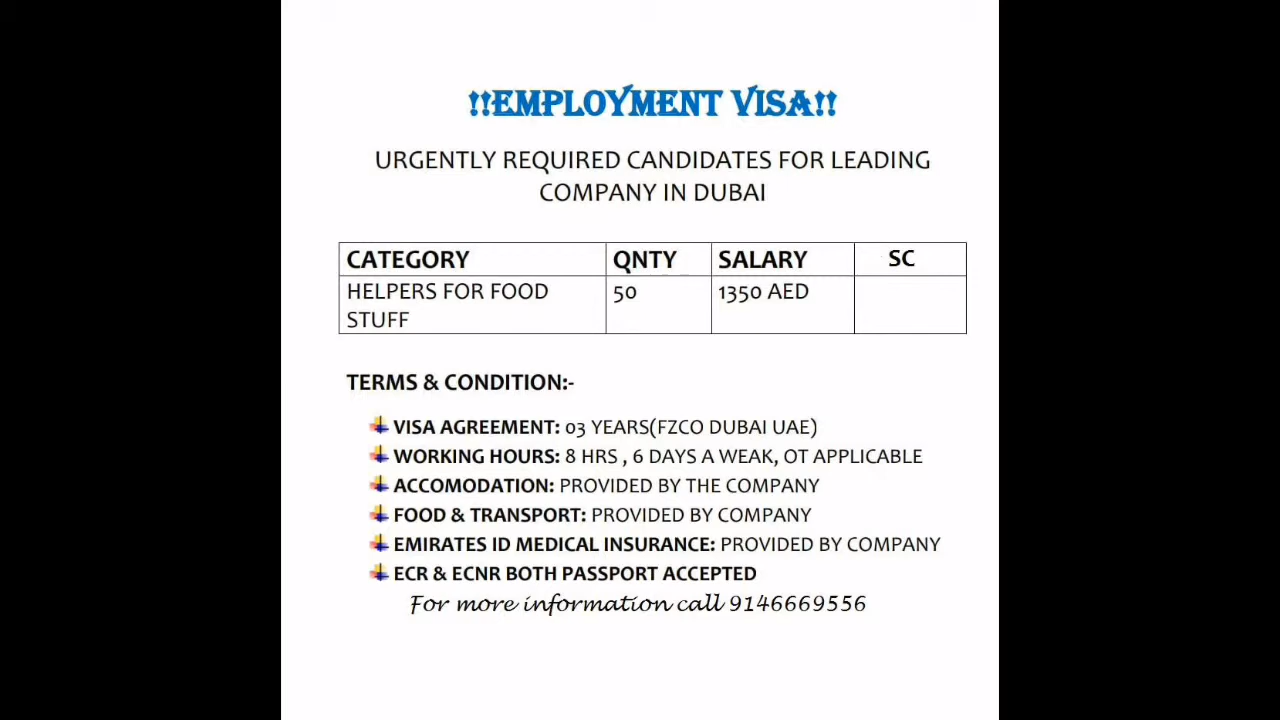 !!EMPLOYMENT VISA!!
URGENTLY REQUIRED CANDIDATES FOR LEADING
COMPANY IN DUBAI
CATEGORY QNTY SALARY SC
HELPERS FOR FOOD 50 1350 AED
STUFF
TERMS & CONDITION:-
VISA AGREEMENT: 03 YEARS(FZCO DUBAI UAE)
WORKING HOURS: 8 HRS , 6 DAYS A WEAK, OT APPLICABLE
ACCOMODATION: PROVIDED BY THE COMPANY
FOOD & TRANSPORT: PROVIDED BY COMPANY
EMIRATES ID MEDICAL INSURANCE: PROVIDED BY COMPANY
ECR & ECNR BOTH PASSPORT ACCEPTED
For more information call 9146669556